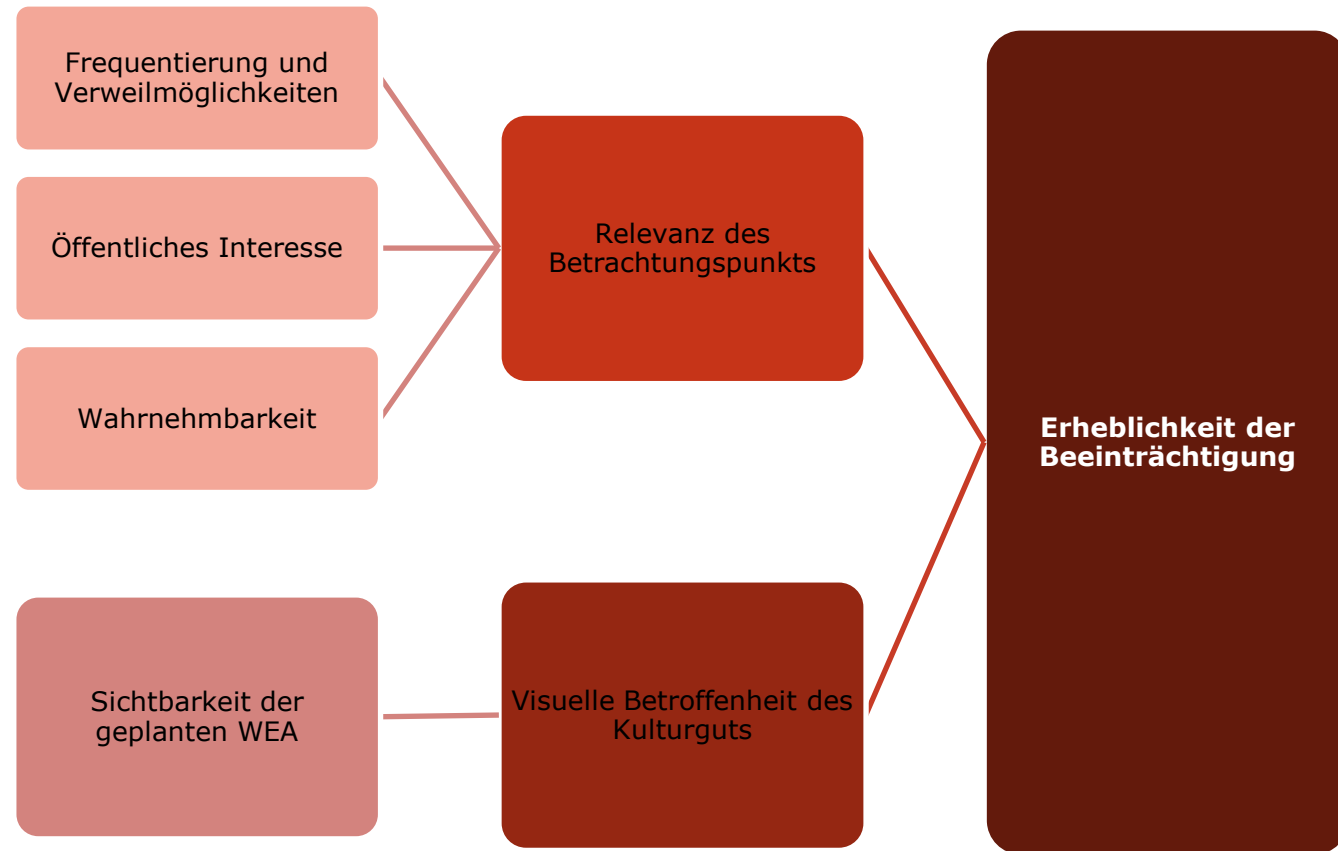 Frequentierung und
Verweilmöglichkeiten
Öffentliches Interesse
Wahrnehmbarkeit
Relevanz des
Betrachtungspunkts
Sichtbarkeit der
geplanten WEA
Visuelle Betroffenheit des
Kulturguts
Erheblichkeit der
Beeinträchtigung